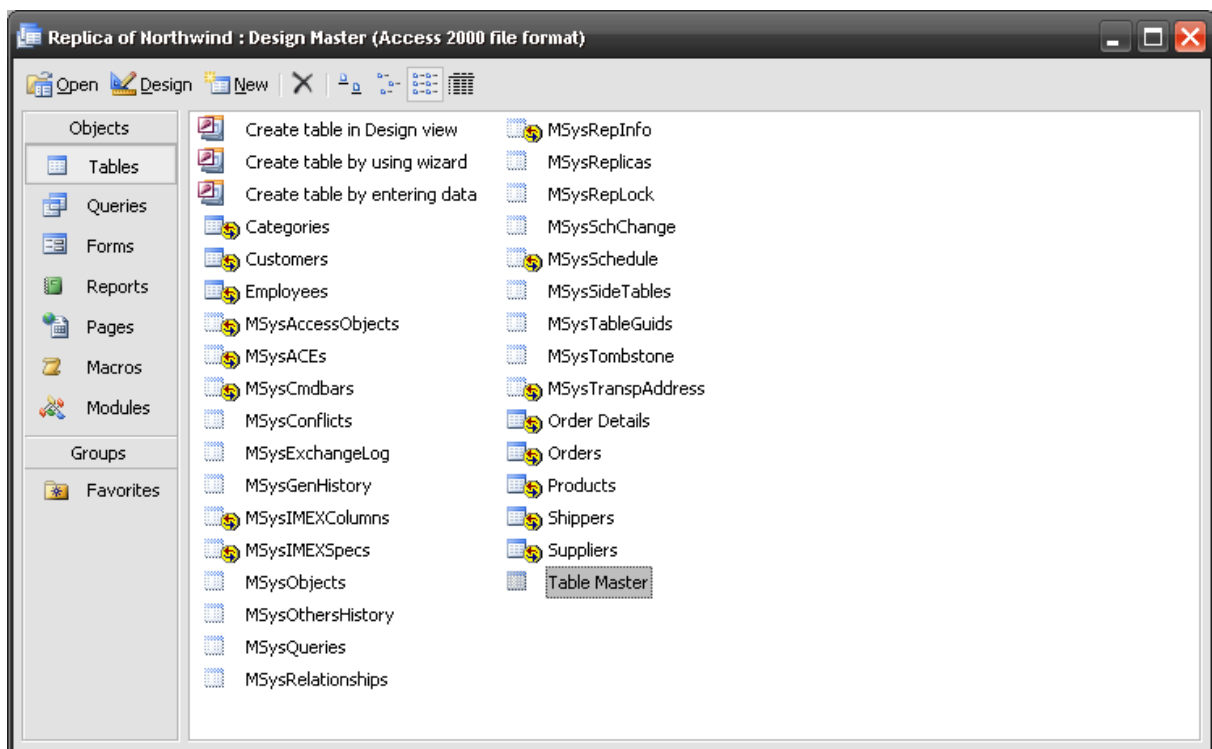 Replica of Northwind : Design Master (Access 2000 file format)
Open Design New
Objects
Tables
Queries
Forms
Reports
Pages
Macros
Modules
Groups
Favorites
Create table in Design view
Create table by using wizard
Create table by entering data
Categories
Customers
Employees
MSysAccessObjects
MSysACEs
MSysCmdbars
MSysConflicts
MSysExchangeLog
MSysGenHistory
MSysIMEXColumns
MSysIMEXSpecs
MSysObjects
MSysOthersHistory
MSysQueries
MSysRelationships
MSysRepInfo
MSysReplicas
MSysRepLock
MSysSchChange
MSysSchedule
MSysSideTables
MSysTableGuids
MSysTombstone
MSysTranspAddress
Order Details
Orders
Products
Shippers
Suppliers
Table Master